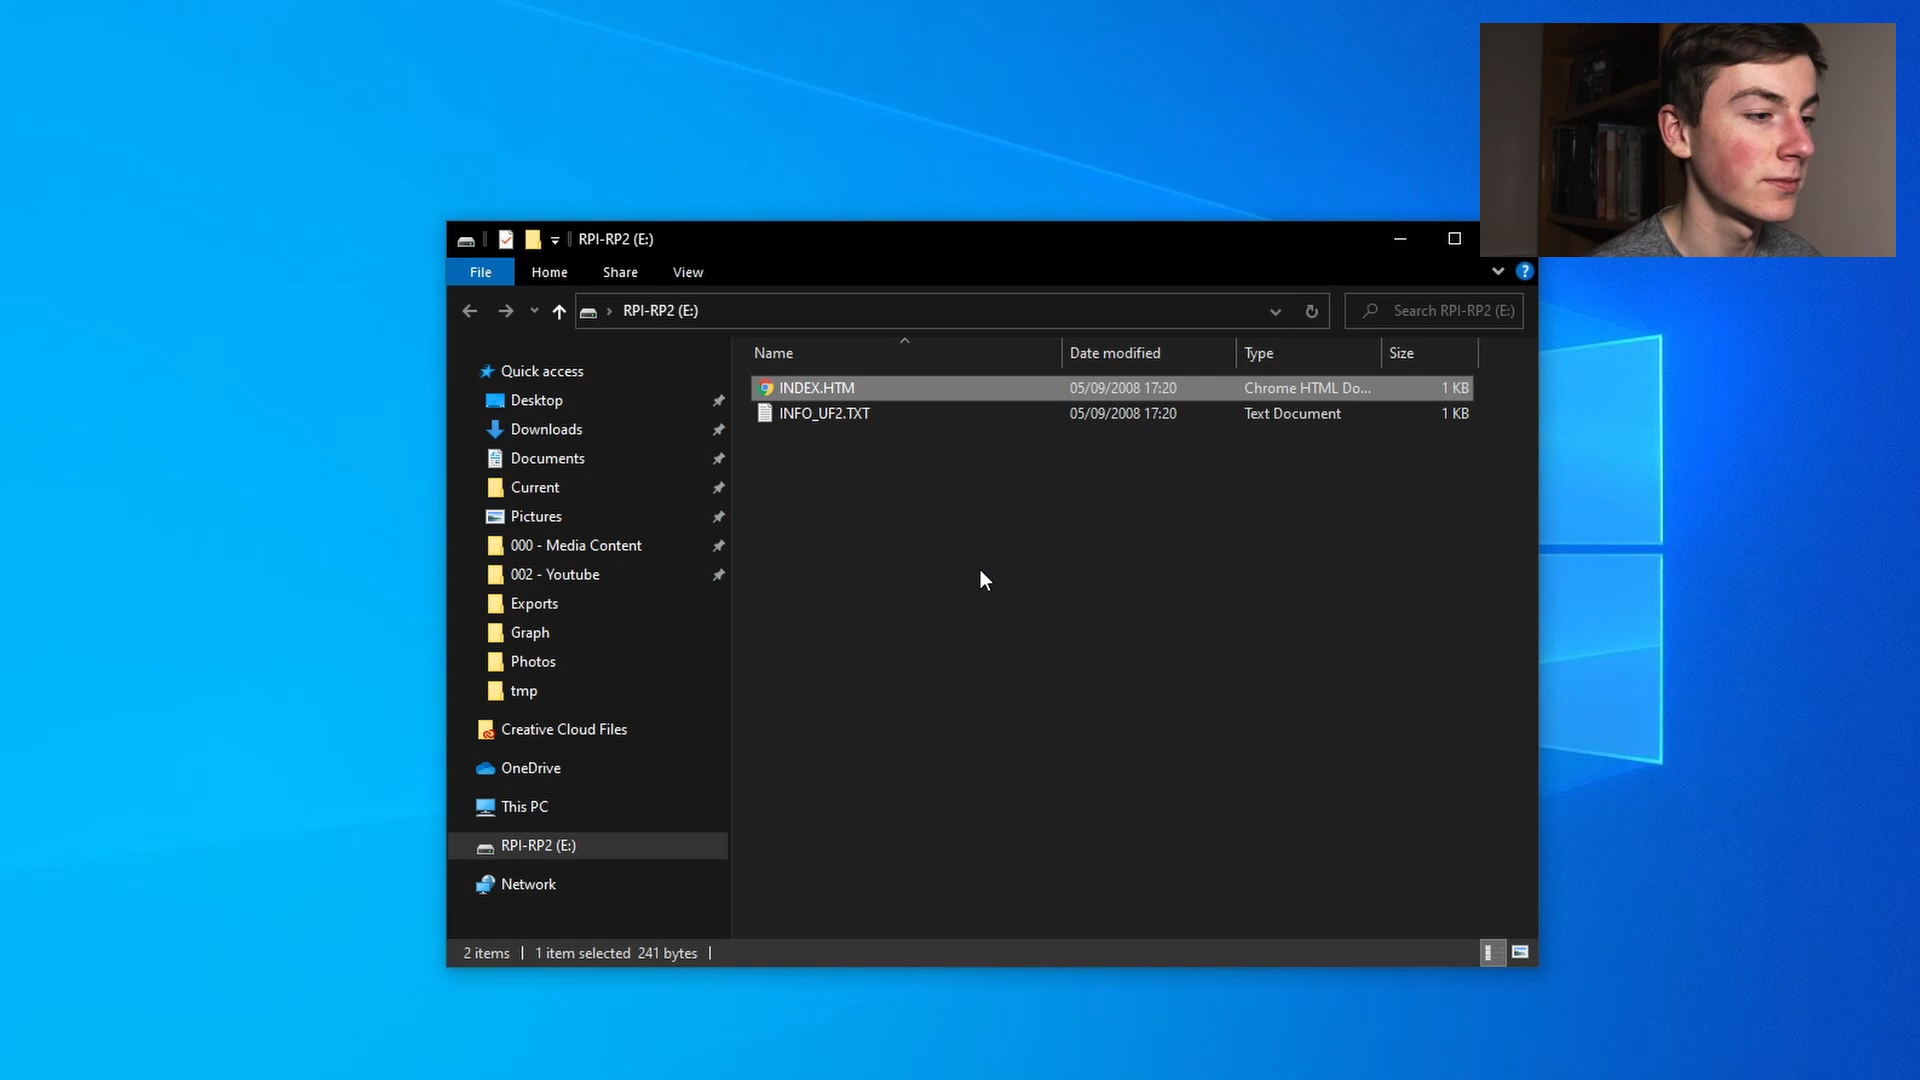 RPI-RP2 (E:)
File Home Share View
RPI-RP2 (E:) Search RPI-RP2 (E:)
Name Date modified Type Size
INDEX.HTM 05/09/2008 17:20 Chrome HTML Do... 1 KB
INFO_UF2.TXT 05/09/2008 17:20 Text Document 1 KB
Quick access
Desktop
Downloads
Documents
Current
Pictures
000 - Media Content
002 - Youtube
Exports
Graph
Photos
tmp
Creative Cloud Files
OneDrive
This PC
RPI-RP2 (E:)
Network
2 items 1 item selected 241 bytes